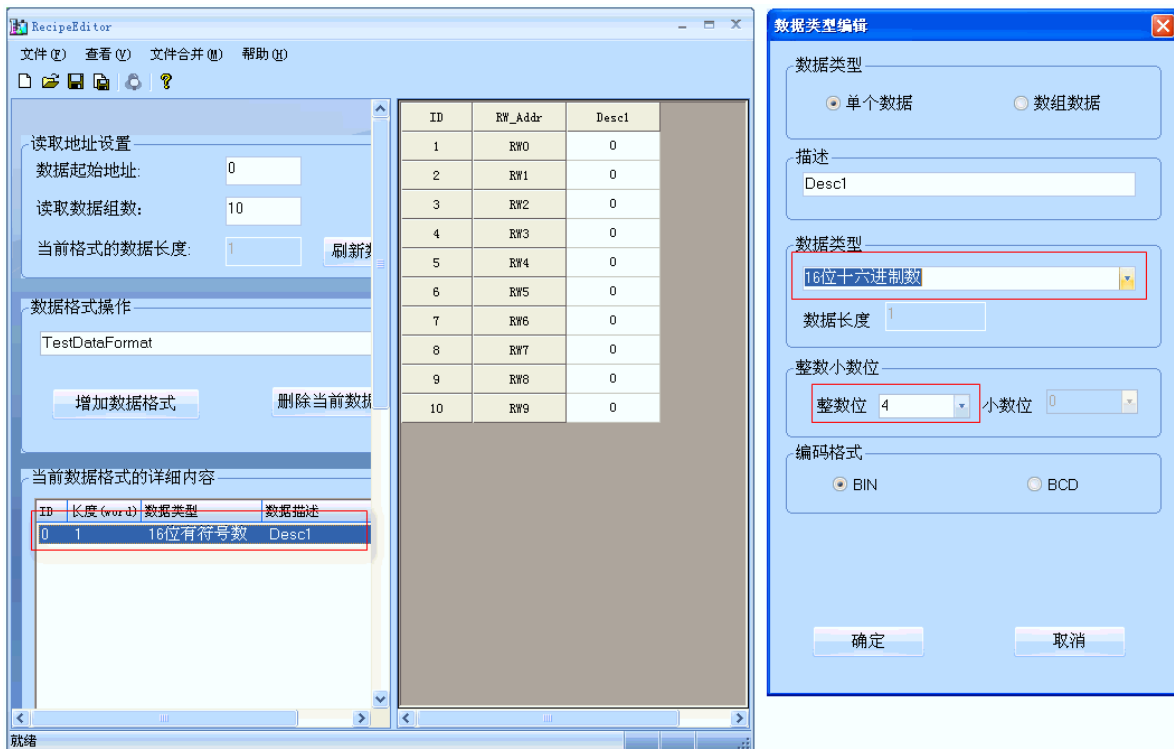 RecipeEditor
文件(F) 查看(V) 文件合并(M) 帮助(H)
读取地址设置
数据起始地址: 0
读取数据组数: 10
当前格式的数据长度: 1 刷新数
数据格式操作
TestDataFormat
增加数据格式 删除当前数据
当前数据格式的详细内容
ID 长度(word) 数据类型 数据描述
0 1 16位有符号数 Desc1
就绪
ID RW_Addr Desc1
1 RW0 0
2 RW1 0
3 RW2 0
4 RW3 0
5 RW4 0
6 RW5 0
7 RW6 0
8 RW7 0
9 RW8 0
10 RW9 0
数据类型编辑
数据类型
单个数据 数组数据
描述
Desc1
数据类型
16位十六进制数
数据长度 1
整数小数位
整数位 4 小数位 0
编码格式
BIN BCD
确定 取消